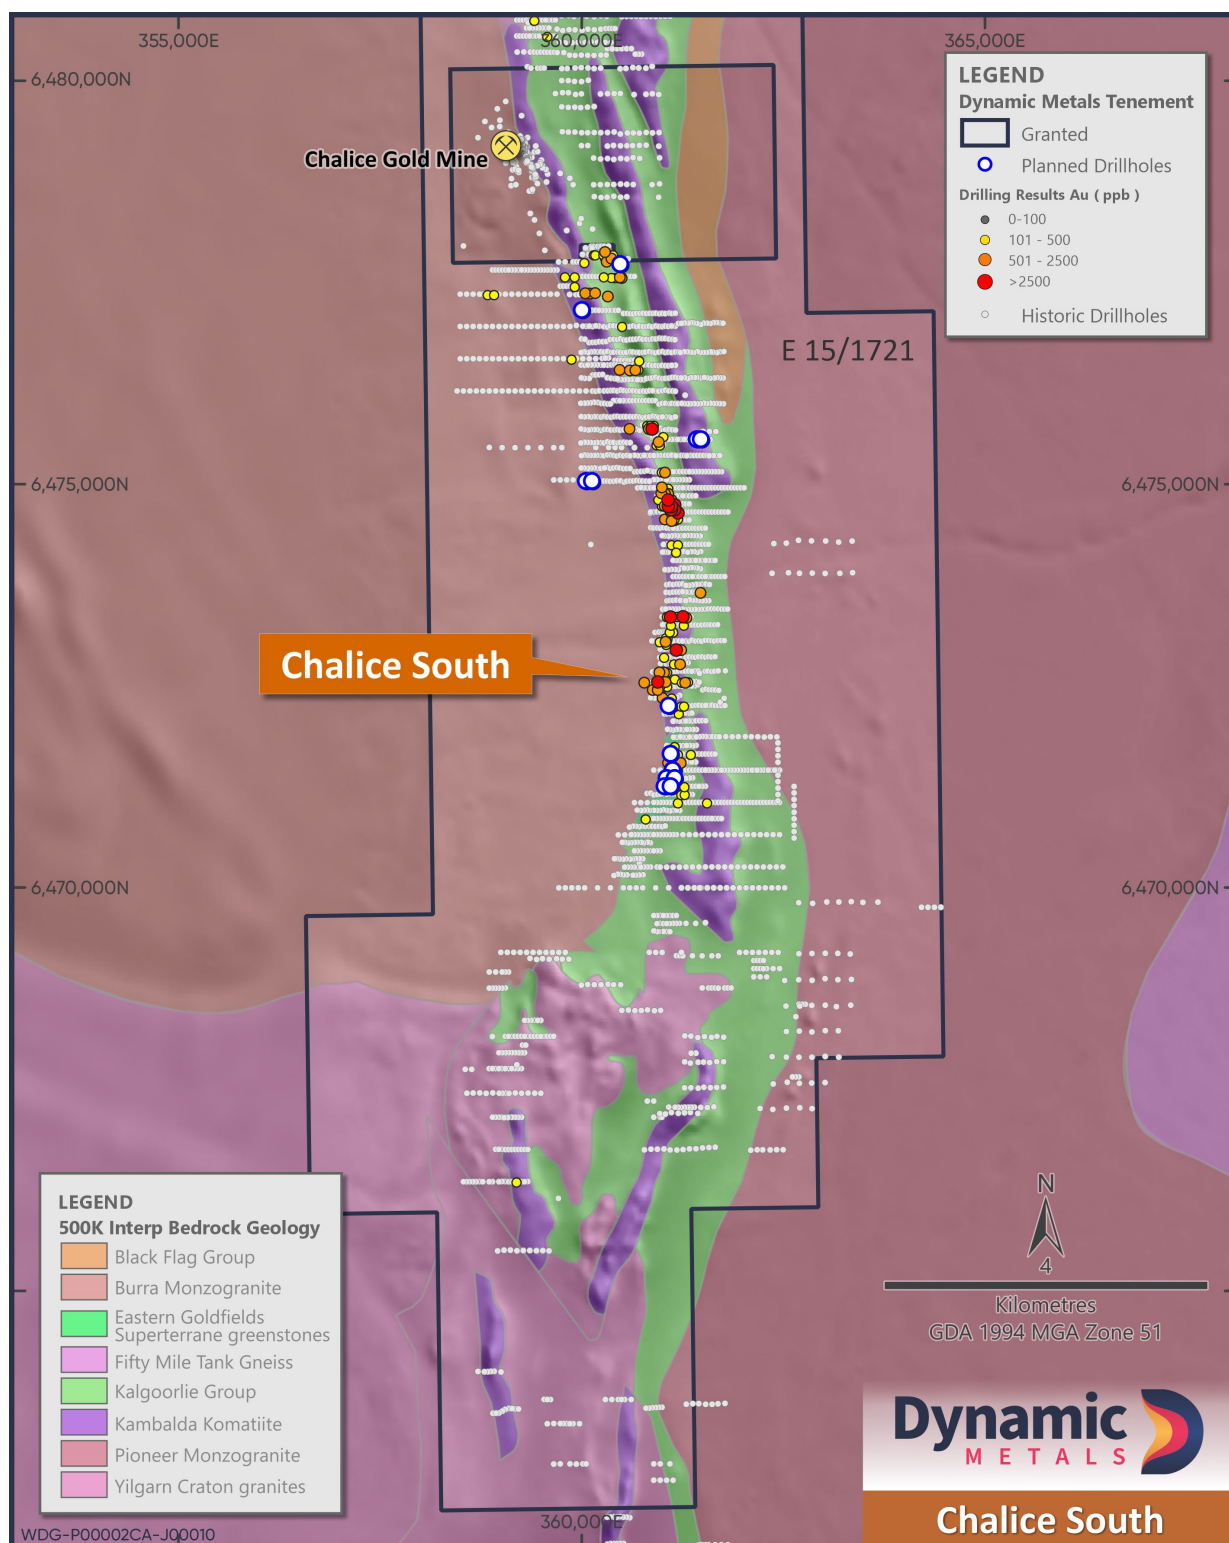 355,000E
360,000E
365,000E
6,480,000N
LEGEND
Dynamic Metals Tenement
Granted
Planned Drillholes
Drilling Results Au ( ppb )
0-100
101 - 500
501 - 2500
>2500
Historic Drillholes
Chalice Gold Mine
E 15/1721
6,475,000N
6,475,000N
Chalice South
6,470,000N
6,470,000N
LEGEND
500K Interp Bedrock Geology
Black Flag Group
Burra Monzogranite
Eastern Goldfields
Superterrane greenstones
Fifty Mile Tank Gneiss
Kalgoorlie Group
Kambalda Komatiite
Pioneer Monzogranite
Yilgarn Craton granites
N
4
Kilometres
GDA 1994 MGA Zone 51
Dynamic
METALS
Chalice South
360,000E
WDG-P00002CA-J00010